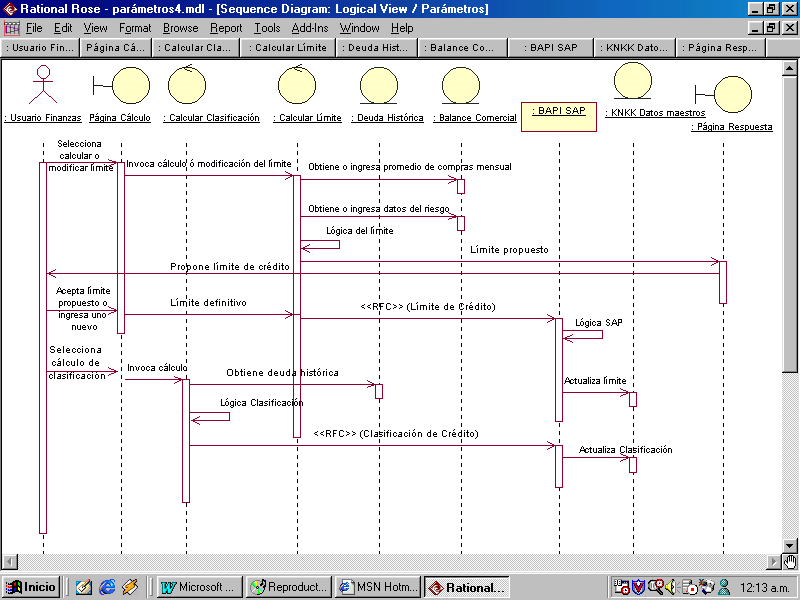 Rational Rose - parámetros4.mdl - [Sequence Diagram: Logical View / Parámetros]
File Edit View Format Browse Report Tools Add-Ins Window Help
: Usuario Fin... Página Cá... : Calcular Cla... : Calcular Límite : Deuda Hist... : Balance Co... : BAPI SAP : KNKK Dato... : Página Resp...
: Usuario Finanzas
Página Cálculo
: Calcular Clasificación
: Calcular Límite
: Deuda Histórica
: Balance Comercial
: BAPI SAP
: KNKK Datos maestros
: Página Respuesta
Selecciona
calcular o
modificar límite
Invoca cálculo ó modificación del límite
Obtiene o ingresa promedio de compras mensual
Obtiene o ingresa datos del riesgo
Lógica del límite
Límite propuesto
Propone límite de crédito
Acepta límite
propuesto o
ingresa uno
nuevo
Límite definitivo
<<RFC>> (Límite de Crédito)
Lógica SAP
Selecciona
cálculo de
clasificación
Invoca cálculo
Obtiene deuda histórica
Actualiza límite
Lógica Clasificación
<<RFC>> (Clasificación de Crédito)
Actualiza Clasificación
Inicio Microsoft ... Reproduct... MSN Hotm... Rational... 12:13 a.m.